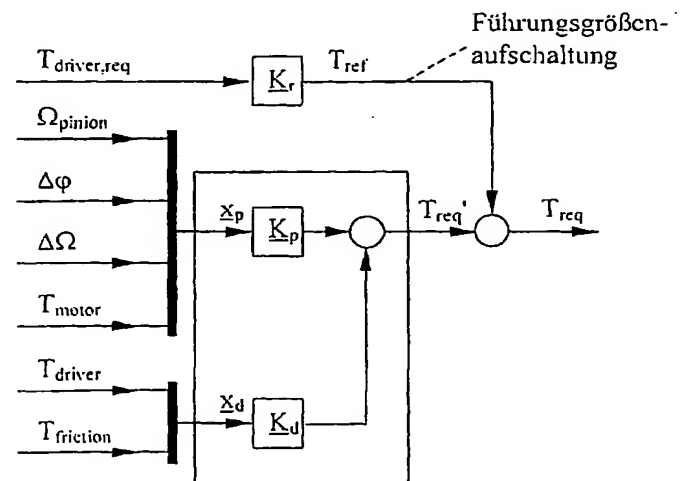 Führungsgrößen-
aufschaltung
T_driver,req
K_r
T_ref
Ω_pinion
Δφ
x_p
K_p
T_req'
T_req
ΔΩ
T_motor
T_driver
x_d
K_d
T_friction